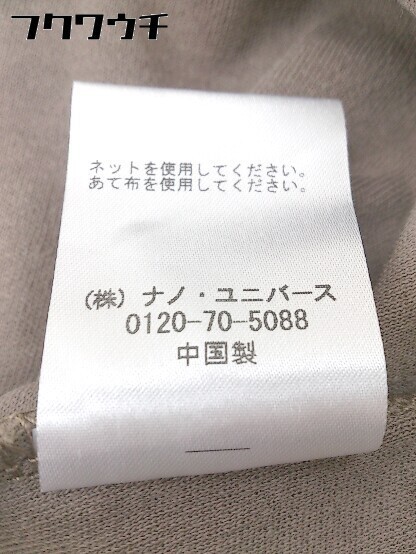 フクワウチ
ネットを使用してください。
あて布を使用してください。
(株) ナノ・ユニバース
0120-70-5088
中国製